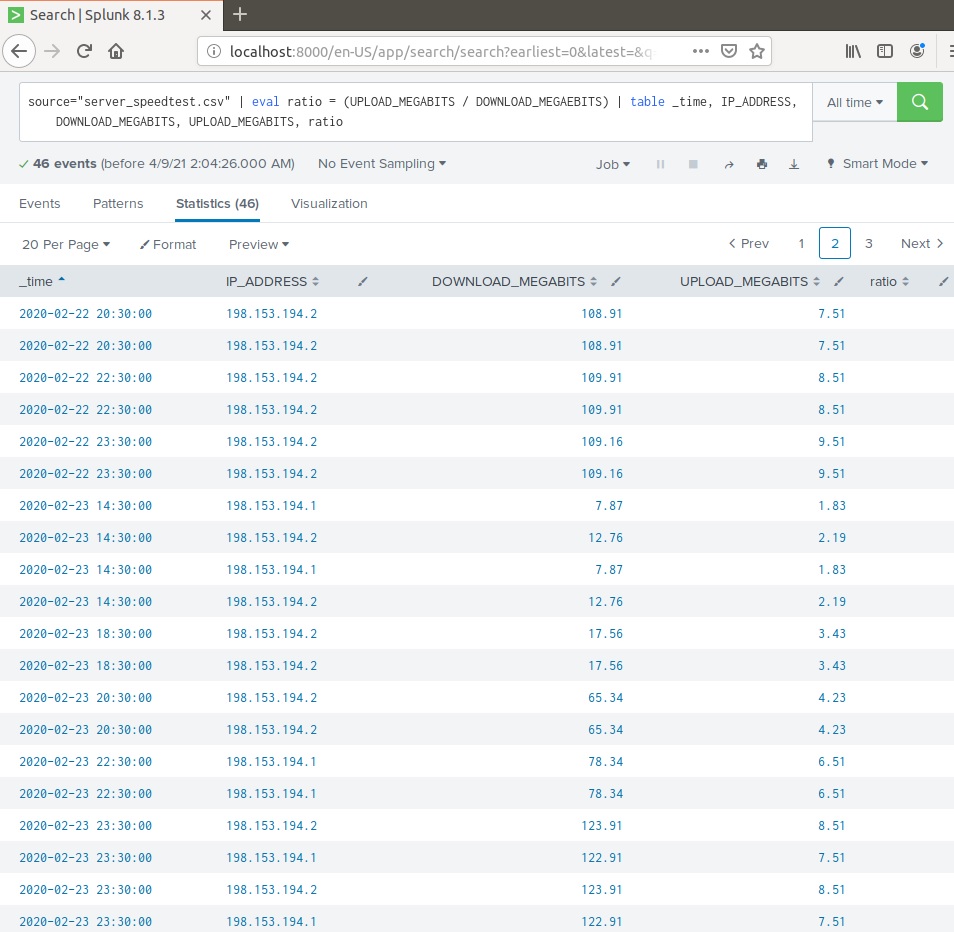 Search | Splunk 8.1.3
localhost:8000/en-US/app/search/search?earliest=0&latest=&q
source="server_speedtest.csv" | eval ratio = (UPLOAD_MEGABITS / DOWNLOAD_MEGAEBITS) | table _time, IP_ADDRESS,
DOWNLOAD_MEGABITS, UPLOAD_MEGABITS, ratio
All time
46 events (before 4/9/21 2:04:26.000 AM) No Event Sampling Job Smart Mode
Events Patterns Statistics (46) Visualization
20 Per Page Format Preview < Prev 1 2 3 Next >
_time IP_ADDRESS DOWNLOAD_MEGABITS UPLOAD_MEGABITS ratio
2020-02-22 20:30:00 198.153.194.2 108.91 7.51
2020-02-22 20:30:00 198.153.194.2 108.91 7.51
2020-02-22 22:30:00 198.153.194.2 109.91 8.51
2020-02-22 22:30:00 198.153.194.2 109.91 8.51
2020-02-22 23:30:00 198.153.194.2 109.16 9.51
2020-02-22 23:30:00 198.153.194.2 109.16 9.51
2020-02-23 14:30:00 198.153.194.1 7.87 1.83
2020-02-23 14:30:00 198.153.194.2 12.76 2.19
2020-02-23 14:30:00 198.153.194.1 7.87 1.83
2020-02-23 14:30:00 198.153.194.2 12.76 2.19
2020-02-23 18:30:00 198.153.194.2 17.56 3.43
2020-02-23 18:30:00 198.153.194.2 17.56 3.43
2020-02-23 20:30:00 198.153.194.2 65.34 4.23
2020-02-23 20:30:00 198.153.194.2 65.34 4.23
2020-02-23 22:30:00 198.153.194.1 78.34 6.51
2020-02-23 22:30:00 198.153.194.1 78.34 6.51
2020-02-23 23:30:00 198.153.194.2 123.91 8.51
2020-02-23 23:30:00 198.153.194.1 122.91 7.51
2020-02-23 23:30:00 198.153.194.2 123.91 8.51
2020-02-23 23:30:00 198.153.194.1 122.91 7.51